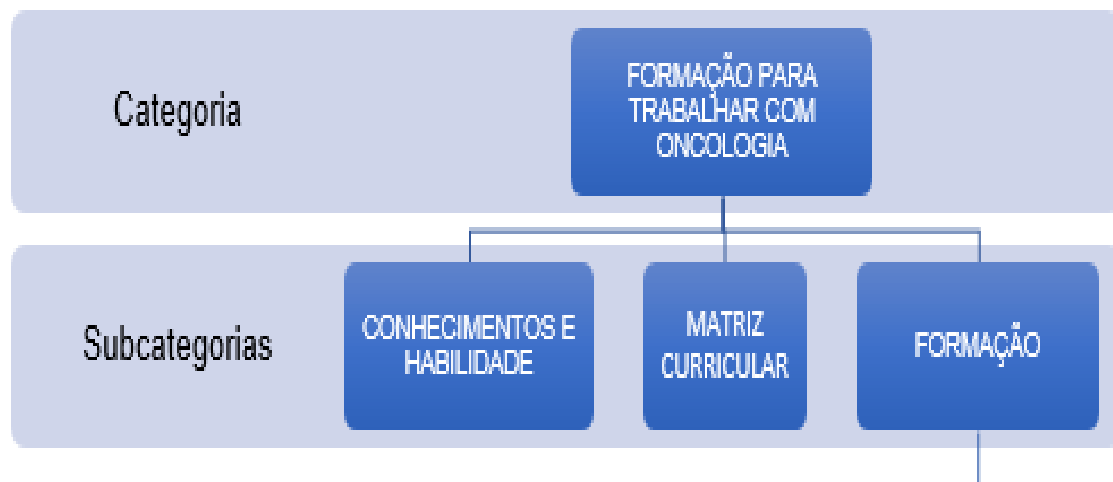 Categoria
FORMAÇÃO PARA
TRABALHAR COM
ONCOLOGIA
Subcategorias
CONHECIMENTOS E
HABILIDADE
MATRIZ
CURRICULAR
FORMAÇÃO